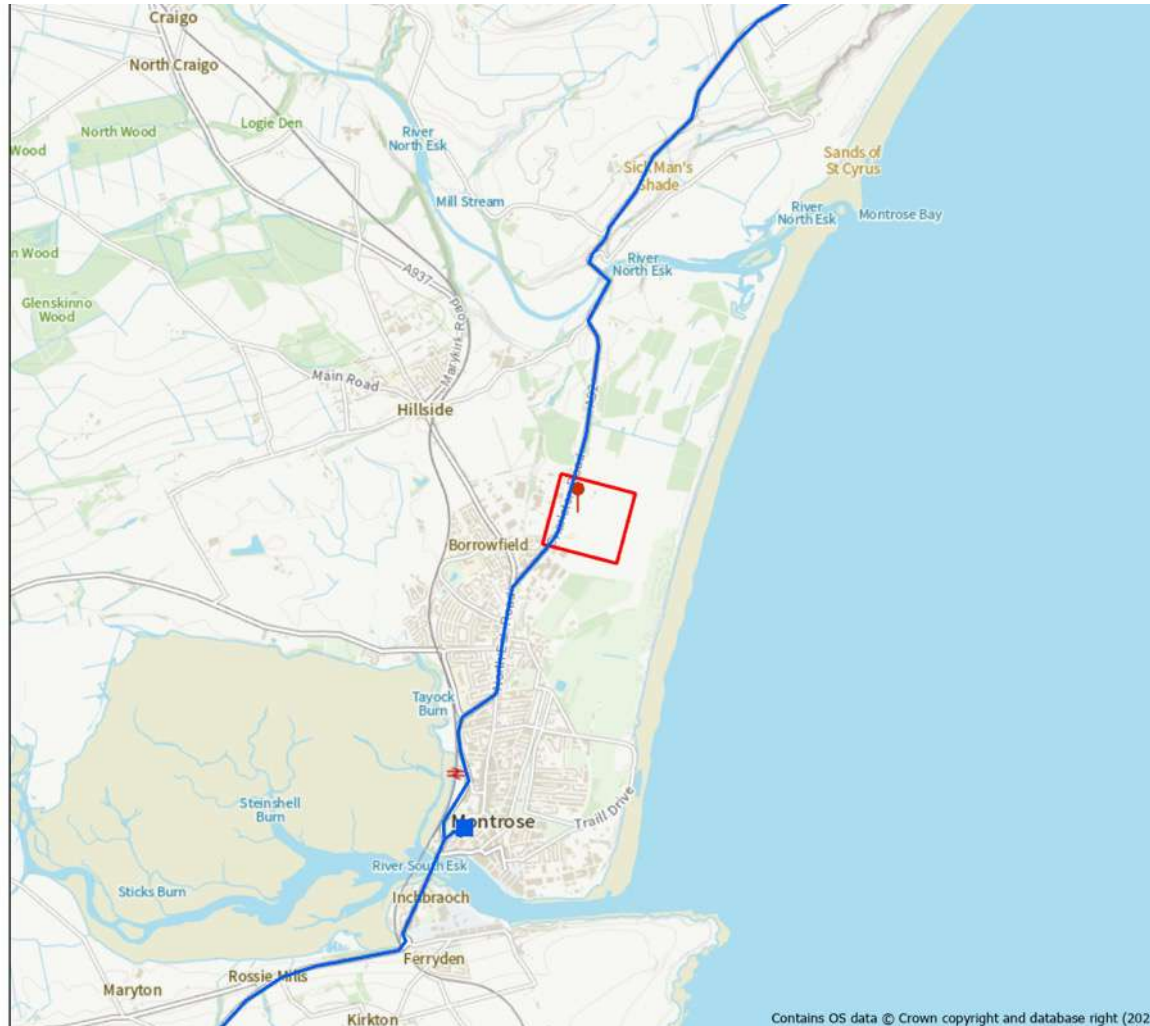 Craigo
North Craigo
North Wood
Wood
Logie Den
River
North Esk
Mill Stream
Sick Man's
Shade
Sands of
St Cyrus
River
North Esk
Montrose Bay
n Wood
A937
River
North Esk
Glenskinno
Wood
Marykirk Road
Main Road
Hillside
A92
Borrowfield
Tayock
Burn
Steinshell
Burn
Montrose
Traill Drive
River South Esk
Sticks Burn
Inchbraoch
Ferryden
Rossie Mills
Maryton
Kirkton
Contains OS data © Crown copyright and database right (202